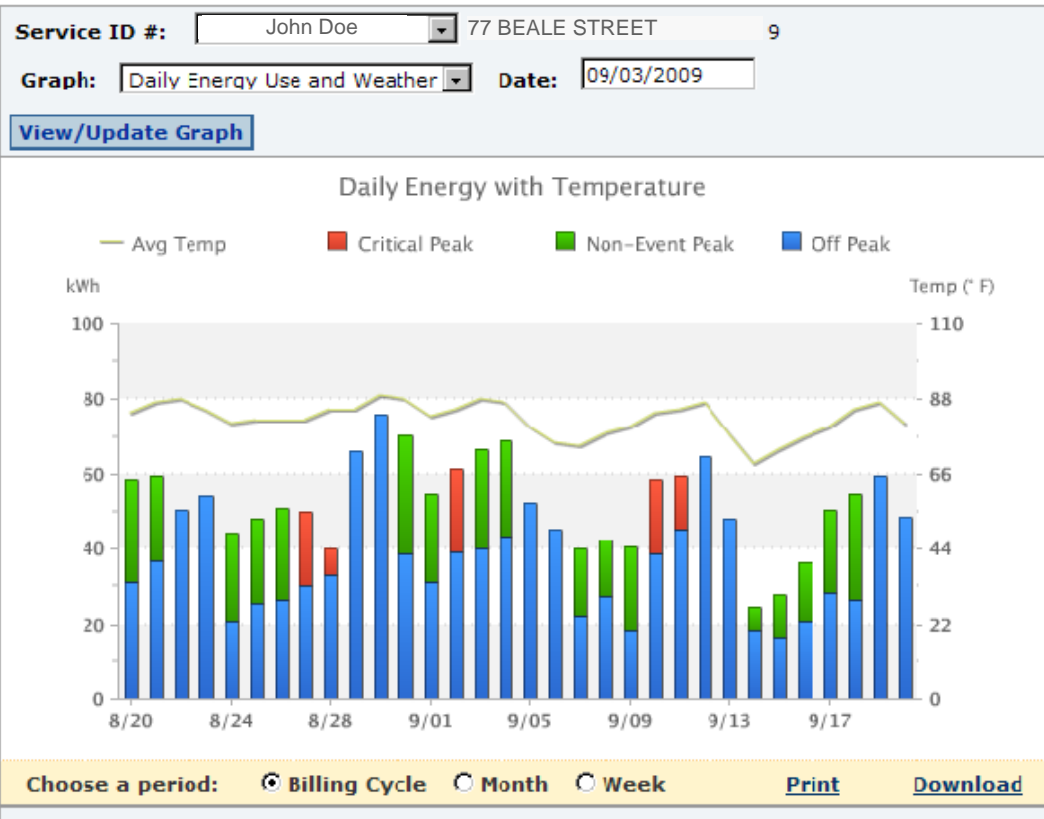 Service ID #: John Doe 77 BEALE STREET 9
Graph: Daily Energy Use and Weather Date: 09/03/2009
View/Update Graph
Daily Energy with Temperature
Avg Temp Critical Peak Non-Event Peak Off Peak
kWh Temp (° F)
100 110
80 88
60 66
40 44
20 22
0 0
8/20 8/24 8/28 9/01 9/05 9/09 9/13 9/17
Choose a period: Billing Cycle Month Week Print Download